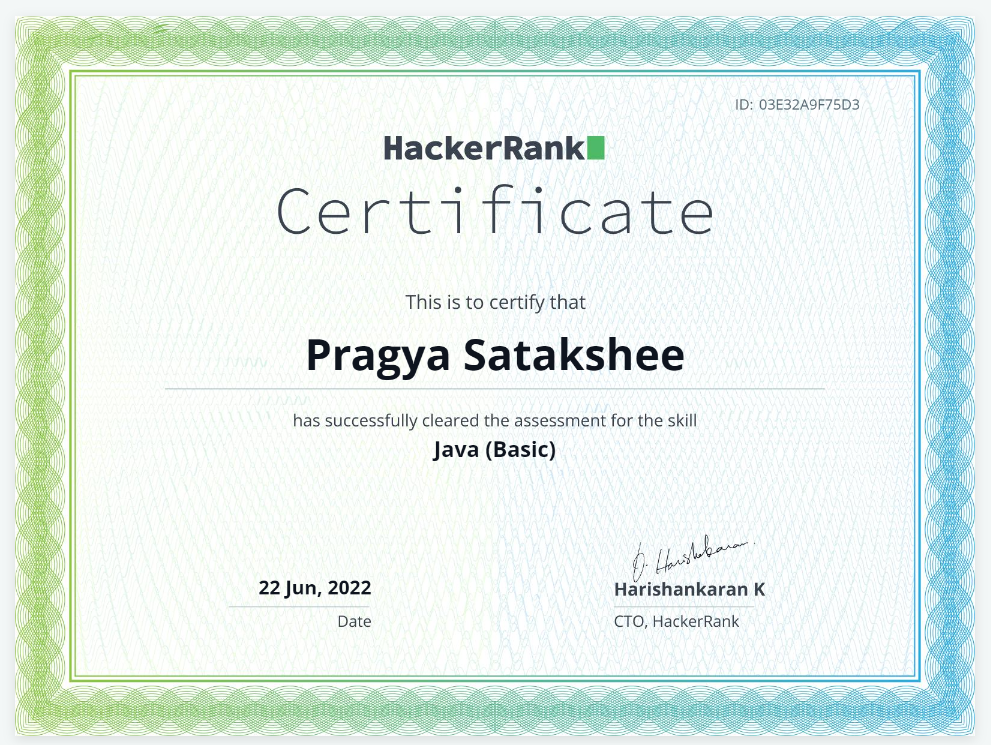 ID: 03E32A9F75D3
HackerRank
Certificate
This is to certify that
Pragya Satakshee
has successfully cleared the assessment for the skill
Java (Basic)
22 Jun, 2022
Date
Harishankaran K
CTO, HackerRank